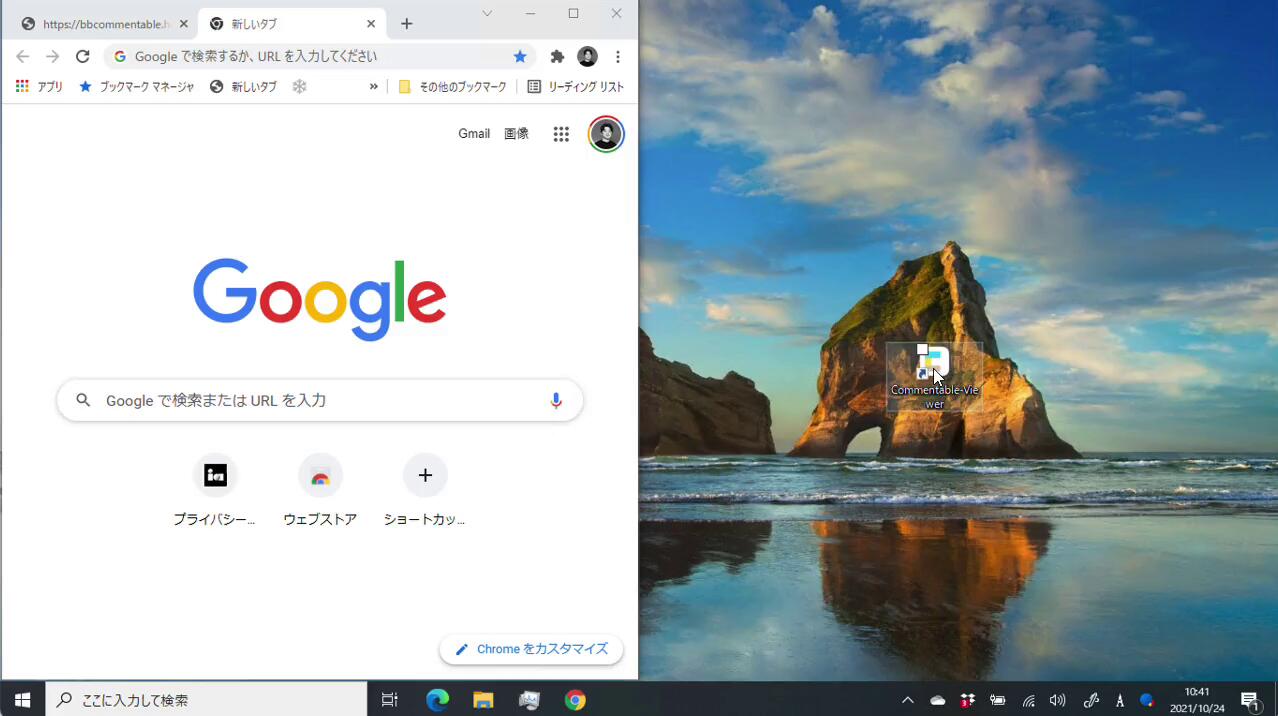 https://bbcommentable.h
新しいタブ
Google で検索するか、URL を入力してください
アプリ
ブックマーク マネージャ
新しいタブ
»
その他のブックマーク
リーディング リスト
Gmail
画像
Google
Google で検索または URL を入力
プライバシー...
ウェブストア
ショートカッ...
Chrome をカスタマイズ
Commentable-Vie
wer
ここに入力して検索
3
A
10:41
2021/10/24
1